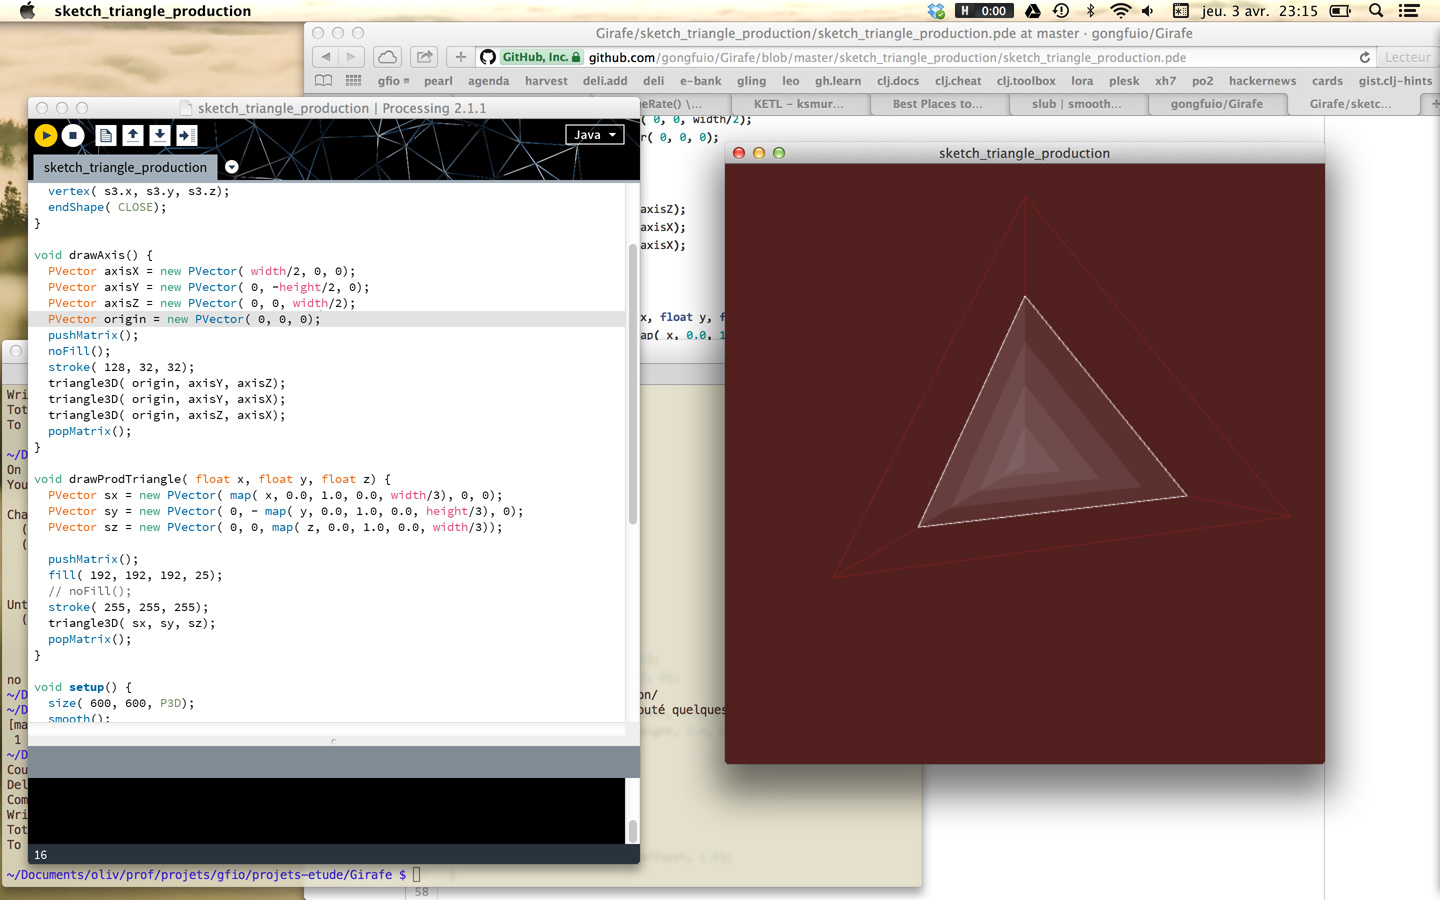 sketch_triangle_production
H 0:00
jeu. 3 avr. 23:15
Girafe/sketch_triangle_production/sketch_triangle_production.pde at master · gongfuio/Girafe
GitHub, Inc. github.com/gongfuio/Girafe/blob/master/sketch_triangle_production/sketch_triangle_production.pde
Lecteur
gfio pearl agenda harvest deli.add deli e-bank gling leo gh.learn clj.docs clj.cheat clj.toolbox lora plesk xh7 po2 hackernews cards gist.clj-hints
neRate() \... KETL – ksmur... Best Places to... slub | smooth... gongfuio/Girafe Girafe/sketc...
( 0, 0, width/2);
r( 0, 0, 0);
axisZ);
axisX);
axisX);
x, float y, f
ap( x, 0.0, 1
sketch_triangle_production | Processing 2.1.1
Java
sketch_triangle_production
vertex( s3.x, s3.y, s3.z);
endShape( CLOSE);
}
void drawAxis() {
PVector axisX = new PVector( width/2, 0, 0);
PVector axisY = new PVector( 0, -height/2, 0);
PVector axisZ = new PVector( 0, 0, width/2);
PVector origin = new PVector( 0, 0, 0);
pushMatrix();
noFill();
stroke( 128, 32, 32);
triangle3D( origin, axisY, axisZ);
triangle3D( origin, axisY, axisX);
triangle3D( origin, axisZ, axisX);
popMatrix();
}
void drawProdTriangle( float x, float y, float z) {
PVector sx = new PVector( map( x, 0.0, 1.0, 0.0, width/3), 0, 0);
PVector sy = new PVector( 0, - map( y, 0.0, 1.0, 0.0, height/3), 0);
PVector sz = new PVector( 0, 0, map( z, 0.0, 1.0, 0.0, width/3));
pushMatrix();
fill( 192, 192, 192, 25);
// noFill();
stroke( 255, 255, 255);
triangle3D( sx, sy, sz);
popMatrix();
}
void setup() {
size( 600, 600, P3D);
smooth();
16
sketch_triangle_production
Wri
Tot
To
~/D
On
You
Cha
(
(
Unt
(
no
~/D
on/
~/D
outé quelques
[ma
1
~/D
Cou
Del
Com
Wri
Tot
To
~/Documents/oliv/prof/projets/gfio/projets-etude/Girafe $
58